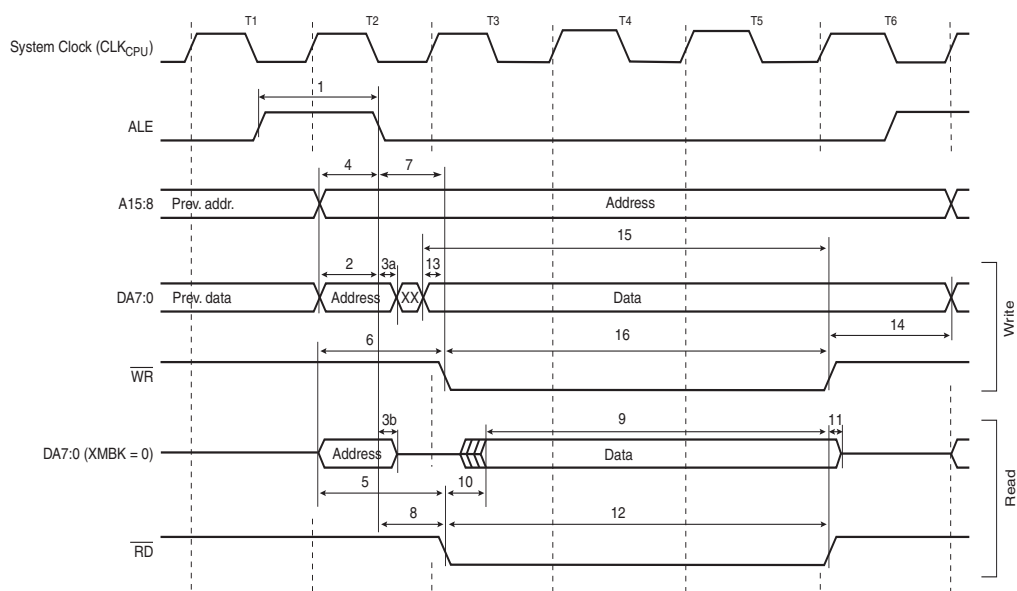 T1 T2 T3 T4 T5 T6
System Clock (CLKCPU)
1
ALE
4 7
A15:8 Prev. addr. Address
15
2 3a 13
DA7:0 Prev. data Address XX Data
14
6 16
WR
Write
3b 9 11
DA7:0 (XMBK = 0) Address Data
5 10
8 12
RD
Read